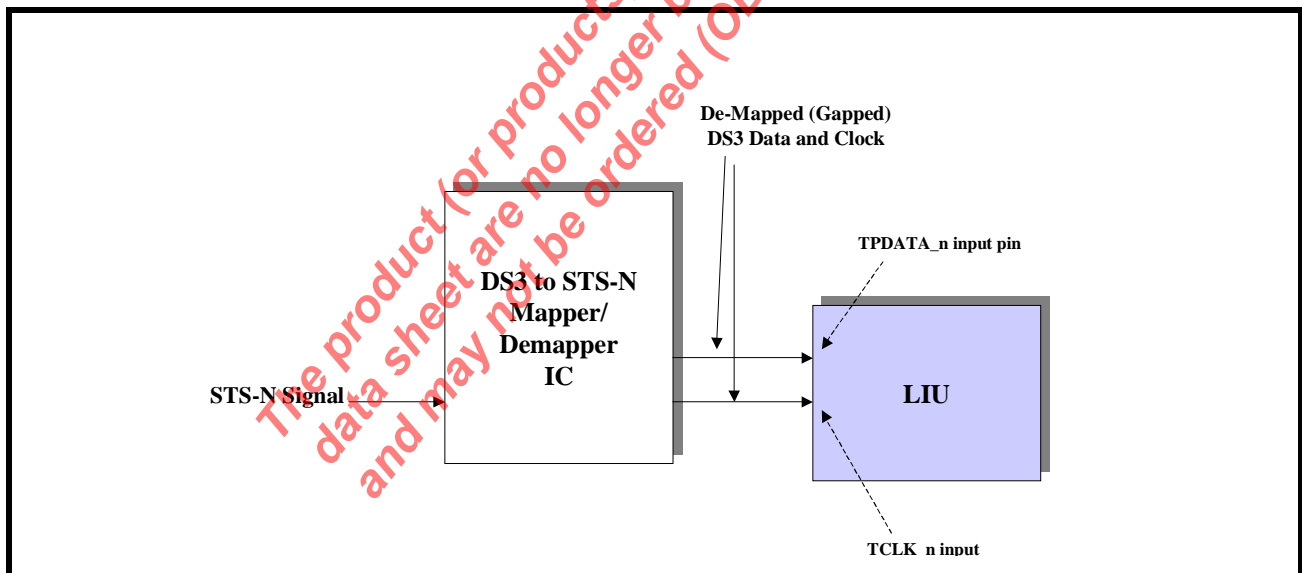 The product (or products
data sheet are no longer
and may not be ordered (O
De-Mapped (Gapped)
DS3 Data and Clock
TPDATA_n input pin
DS3 to STS-N
Mapper/
Demapper
IC
STS-N Signal
LIU
TCLK_n input